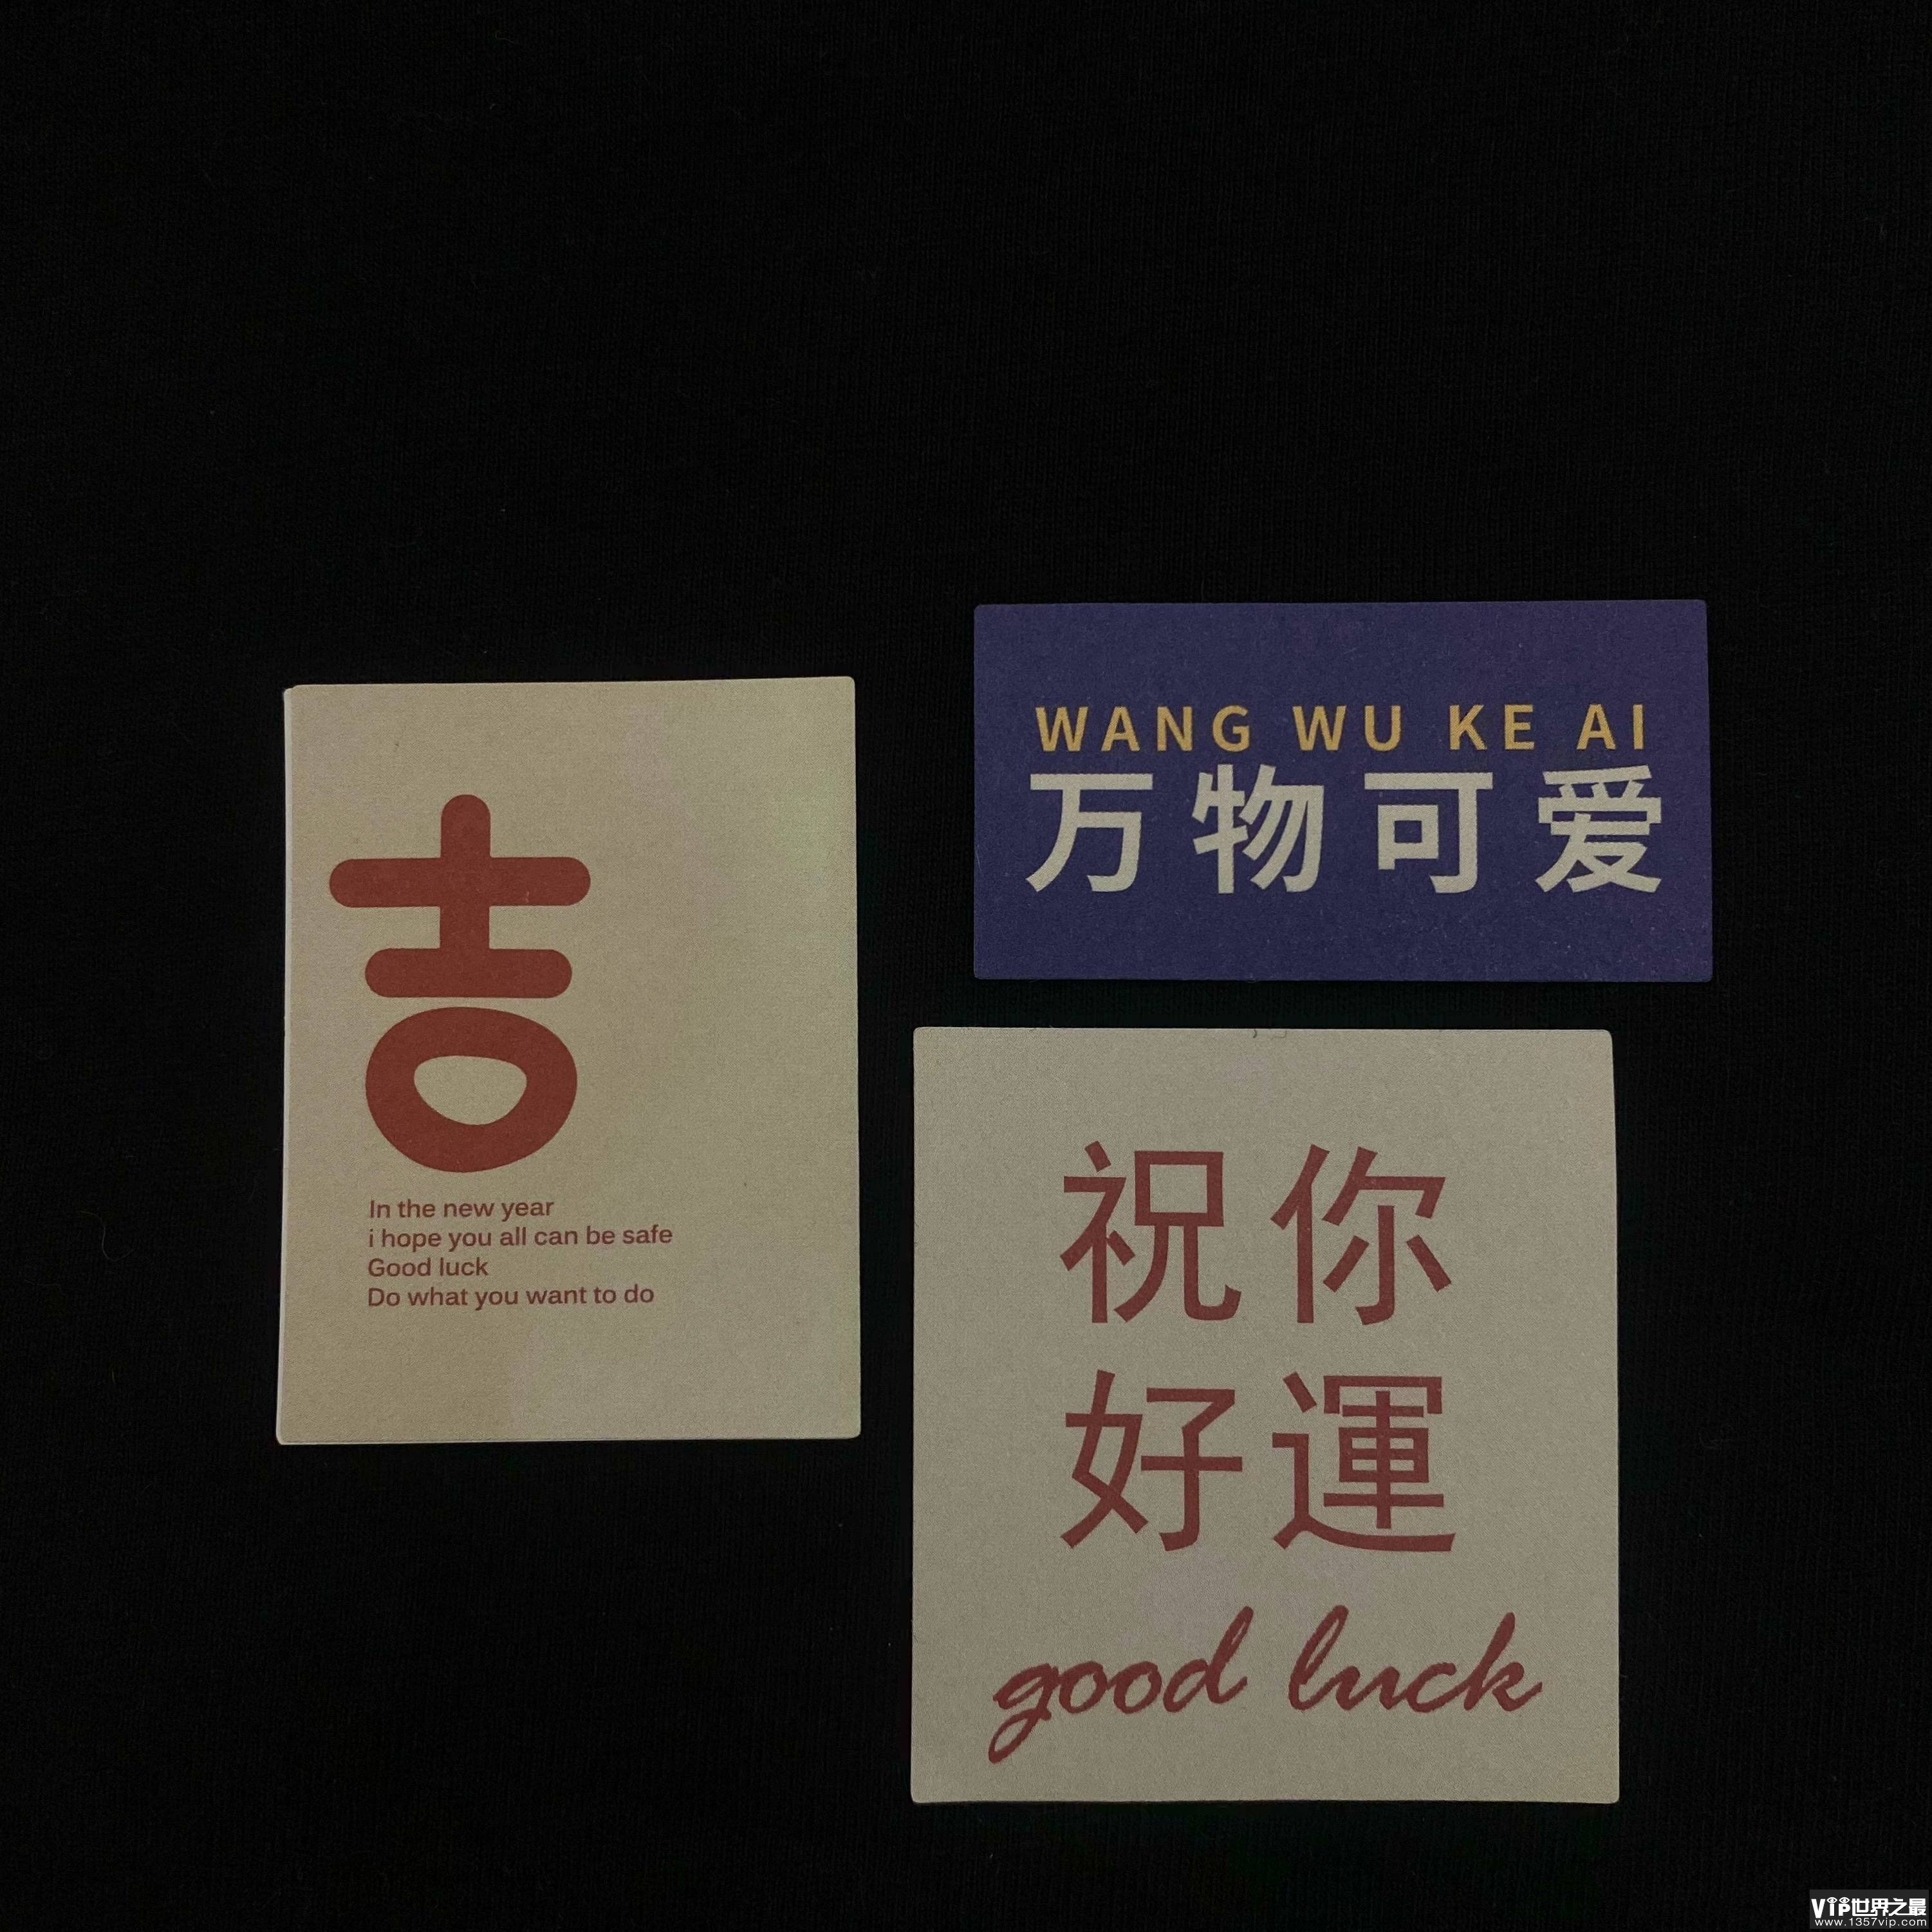 吉
In the new year
i hope you all can be safe
Good luck
Do what you want to do
WANG WU KE AI
万物可爱
祝你
好運
good luck
VIP世界之最
www.1357vip.com